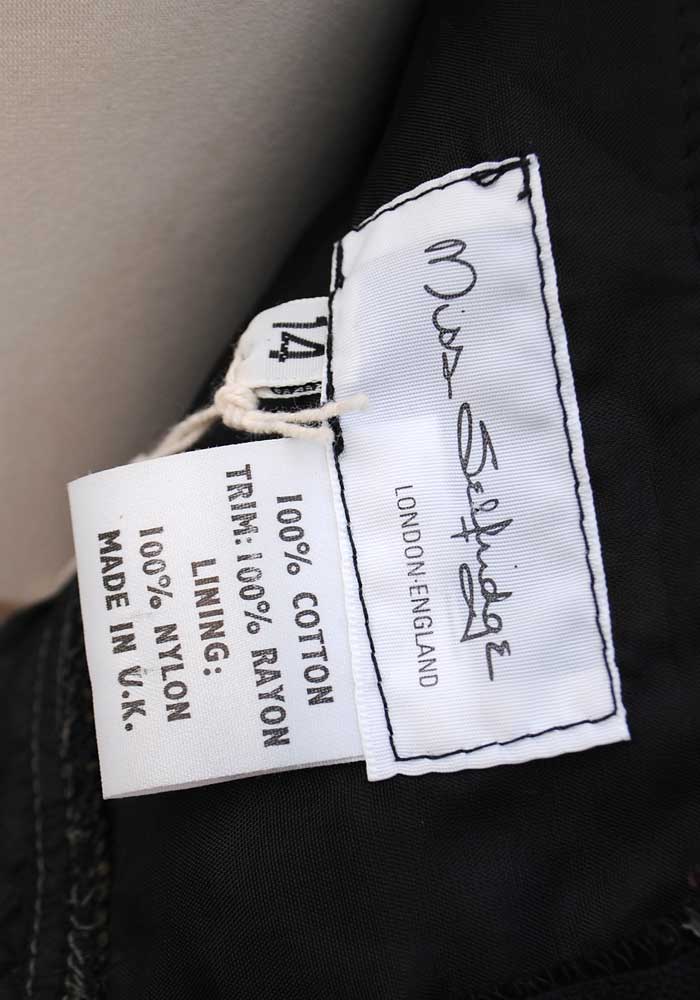 Miss Selfridge
LONDON·ENGLAND
14
100% COTTON
TRIM: 100% RAYON
LINING:
100% NYLON
MADE IN U.K.